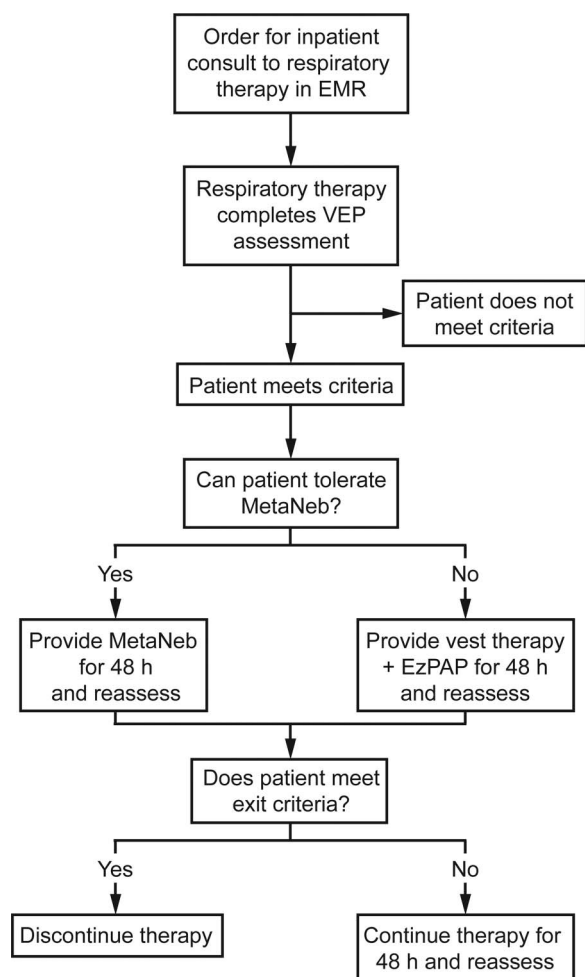 Order for inpatient
consult to respiratory
therapy in EMR
Respiratory therapy
completes VEP
assessment
Patient does not
meet criteria
Patient meets criteria
Can patient tolerate
MetaNeb?
Yes
No
Provide MetaNeb
for 48 h
and reassess
Provide vest therapy
+ EzPAP for 48 h
and reassess
Does patient meet
exit criteria?
Yes
No
Discontinue therapy
Continue therapy for
48 h and reassess